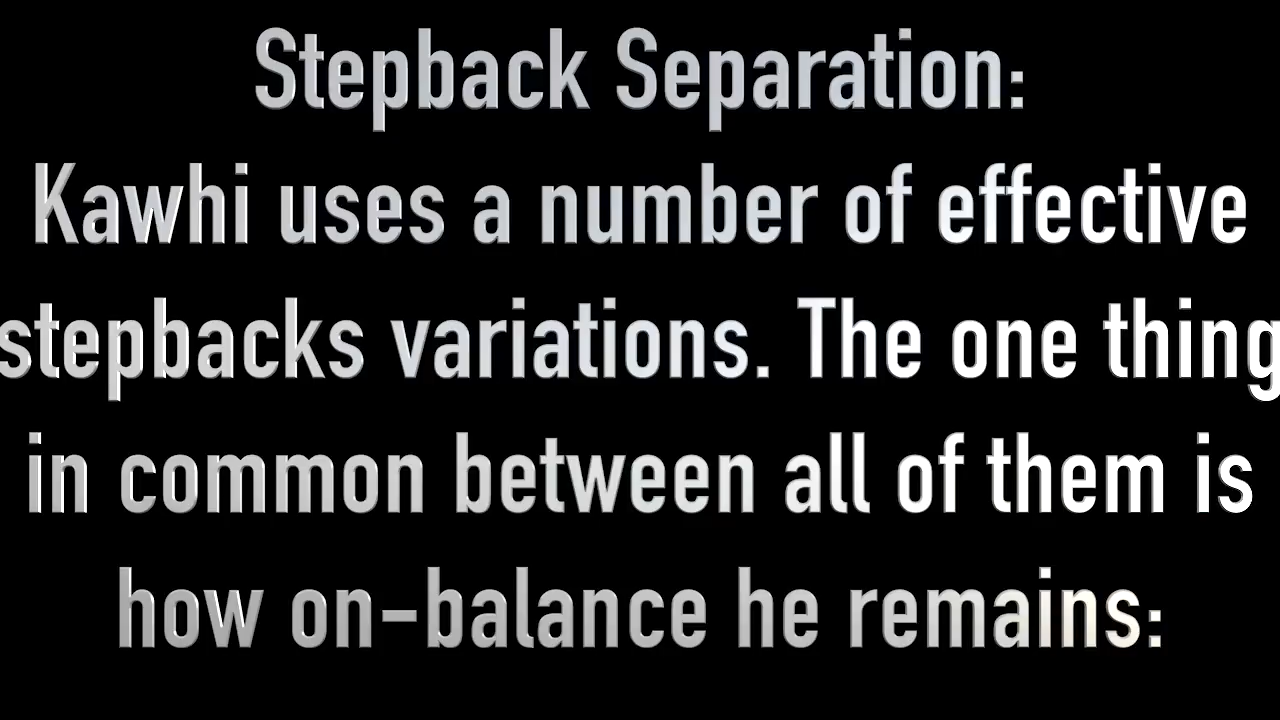 Stepback Separation:
Kawhi uses a number of effective
stepbacks variations. The one thing
in common between all of them is
how on-balance he remains: